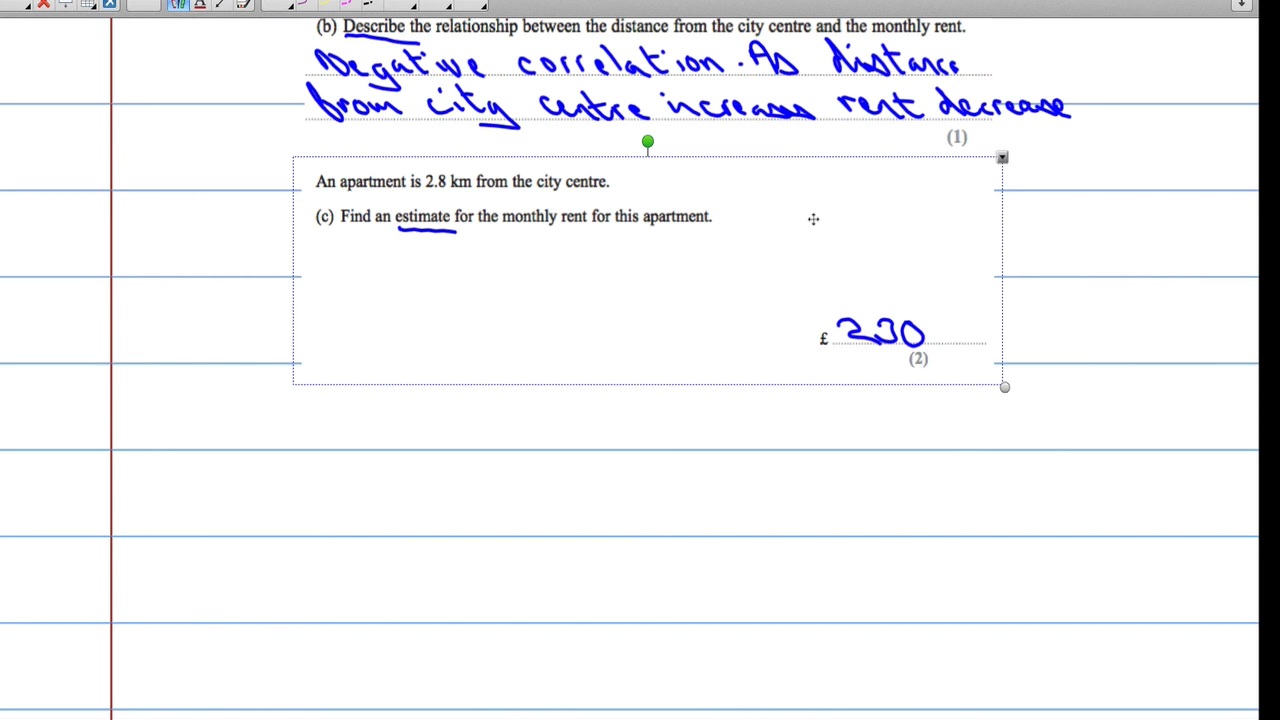 (b) Describe the relationship between the distance from the city centre and the monthly rent.
Negative correlation. As distance
from city centre increases rent decrease
(1)
An apartment is 2.8 km from the city centre.
(c) Find an estimate for the monthly rent for this apartment.
£ 230
(2)